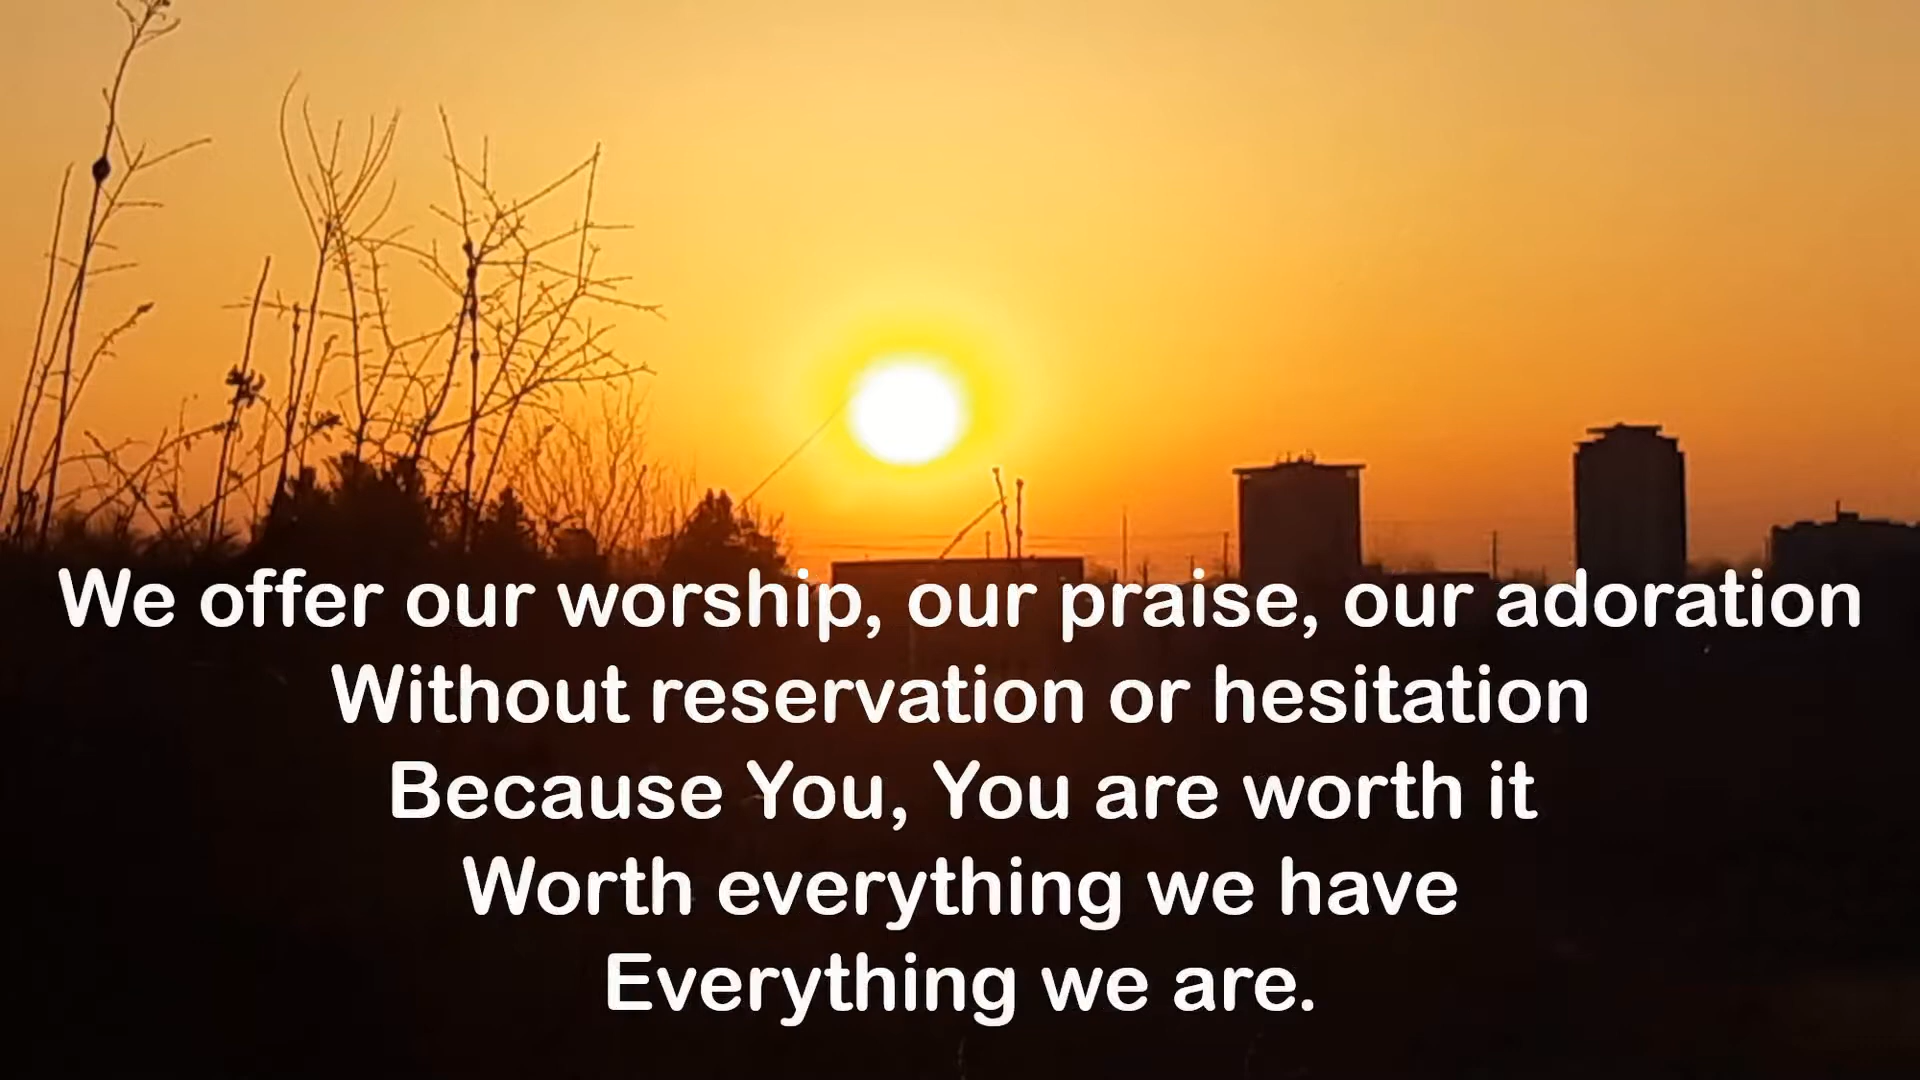 We offer our worship, our praise, our adoration
Without reservation or hesitation
Because You, You are worth it
Worth everything we have
Everything we are.